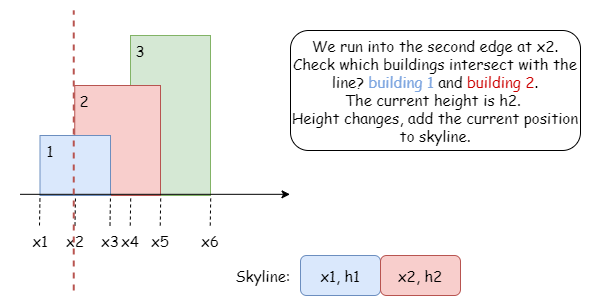 3
2
1
We run into the second edge at x2.
Check which buildings intersect with the
line? building 1 and building 2.
The current height is h2.
Height changes, add the current position
to skyline.
x1 x2 x3 x4 x5 x6
Skyline: x1, h1 x2, h2